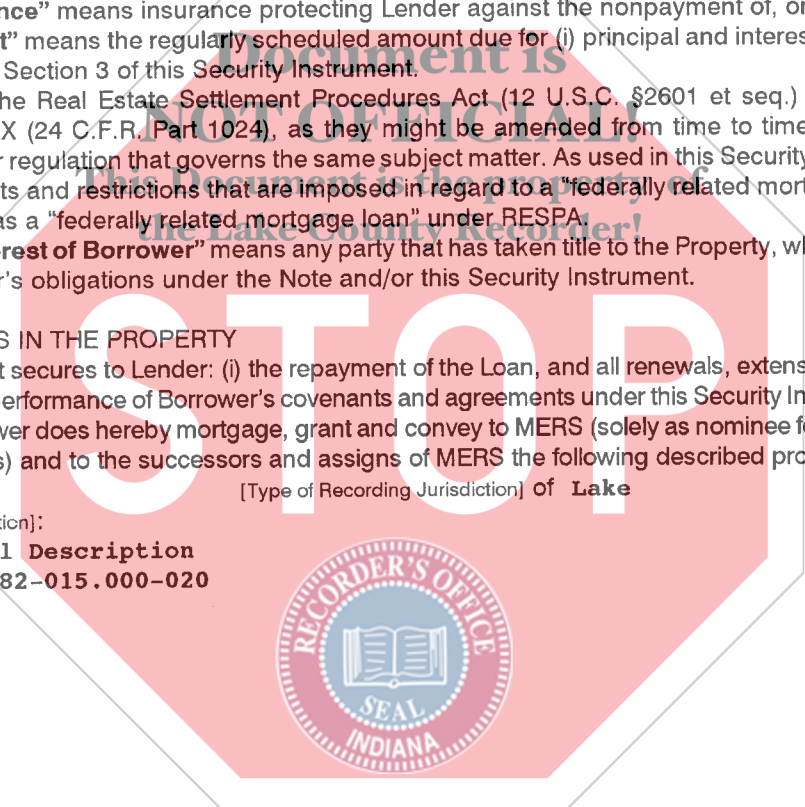 nce” means insurance protecting Lender against the nonpayment of, or
t” means the regularly scheduled amount due for (i) principal and interes
Document is
Section 3 of this Security Instrument.
he Real Estate Settlement Procedures Act (12 U.S.C. §2601 et seq.)
NOT OFFICIAL!
X (24 C.F.R. Part 1024), as they might be amended from time to time
r regulation that governs the same subject matter. As used in this Security
This Document is the property of
ts and restrictions that are imposed in regard to a “federally related mort
as a “federally related mortgage loan” under RESPA.
the Lake County Recorder!
rest of Borrower” means any party that has taken title to the Property, wh
r’s obligations under the Note and/or this Security Instrument.
S IN THE PROPERTY
t secures to Lender: (i) the repayment of the Loan, and all renewals, extens
erformance of Borrower’s covenants and agreements under this Security In
STOP
wer does hereby mortgage, grant and convey to MERS (solely as nominee fo
s) and to the successors and assigns of MERS the following described pro
[Type of Recording Jurisdiction] of Lake
tion]:
l Description
82-015.000-020
RECORDER'S OFFICE
SEAL
INDIANA